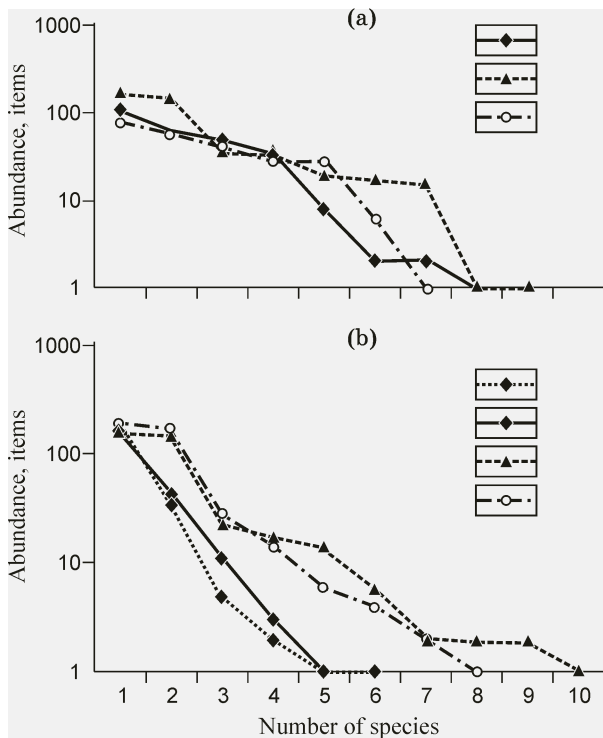 (a)
1000
100
10
1
Abundance, items
(b)
1000
100
10
1
Abundance, items
1 2 3 4 5 6 7 8 9 10
Number of species